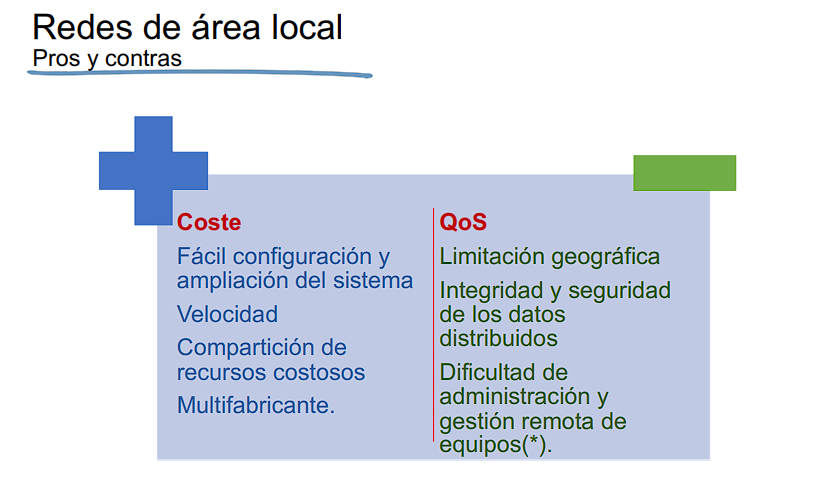 Redes de área local
Pros y contras
Coste
Fácil configuración y
ampliación del sistema
Velocidad
Compartición de
recursos costosos
Multifabricante.
QoS
Limitación geográfica
Integridad y seguridad
de los datos
distribuidos
Dificultad de
administración y
gestión remota de
equipos(*).